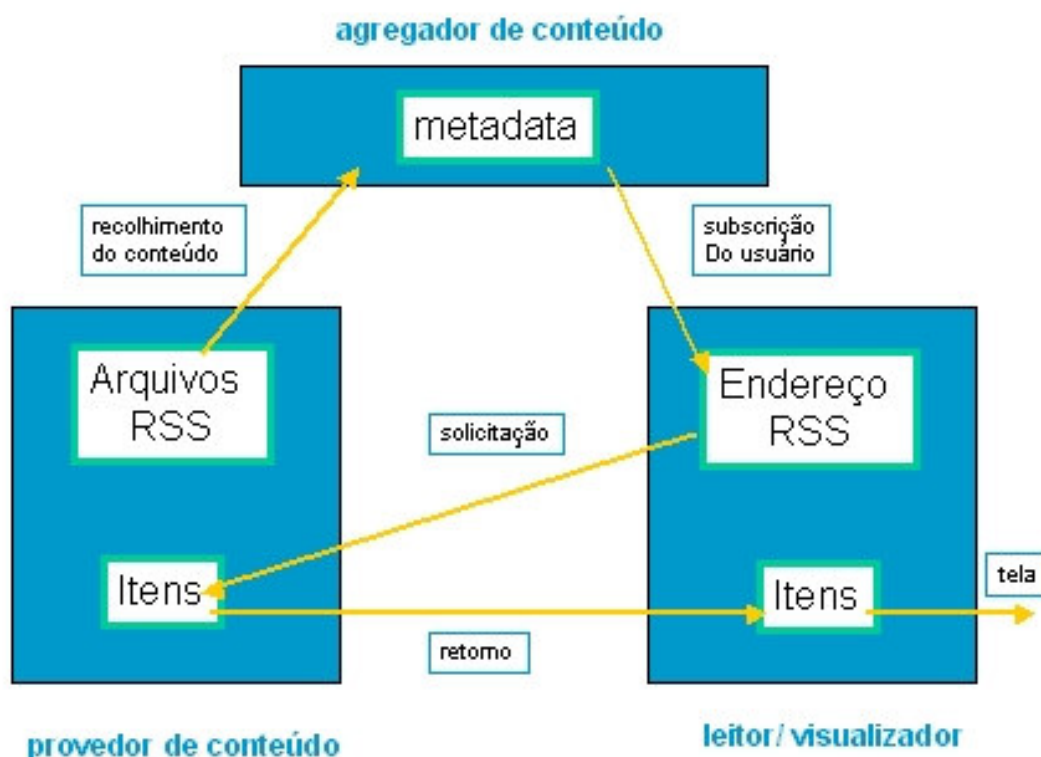 agregador de conteúdo
metadata
recolhimento
do conteúdo
subscrição
Do usuário
Arquivos
RSS
solicitação
Endereço
RSS
Itens
retorno
Itens
tela
provedor de conteúdo
leitor/ visualizador